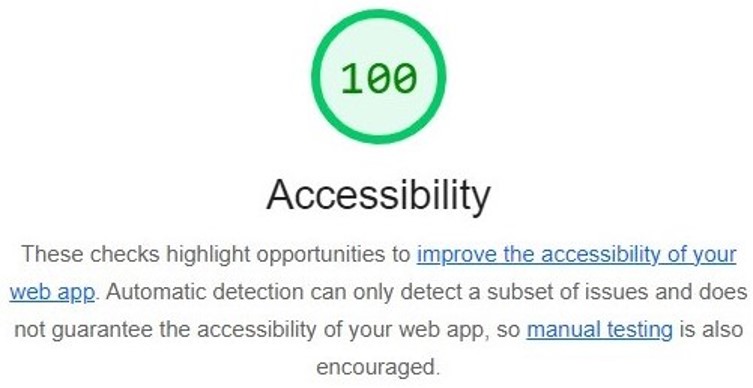 100
Accessibility
These checks highlight opportunities to improve the accessibility of your
web app. Automatic detection can only detect a subset of issues and does
not guarantee the accessibility of your web app, so manual testing is also
encouraged.